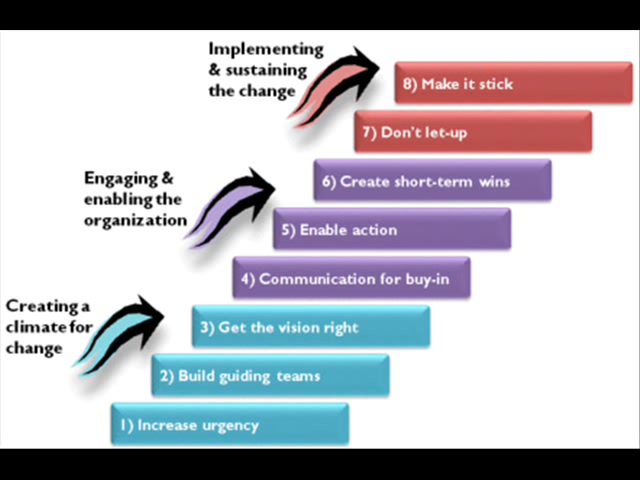 Implementing
& sustaining
the change
8) Make it stick
7) Don't let-up
Engaging &
enabling the
organization
6) Create short-term wins
5) Enable action
4) Communication for buy-in
Creating a
climate for
change
3) Get the vision right
2) Build guiding teams
1) Increase urgency